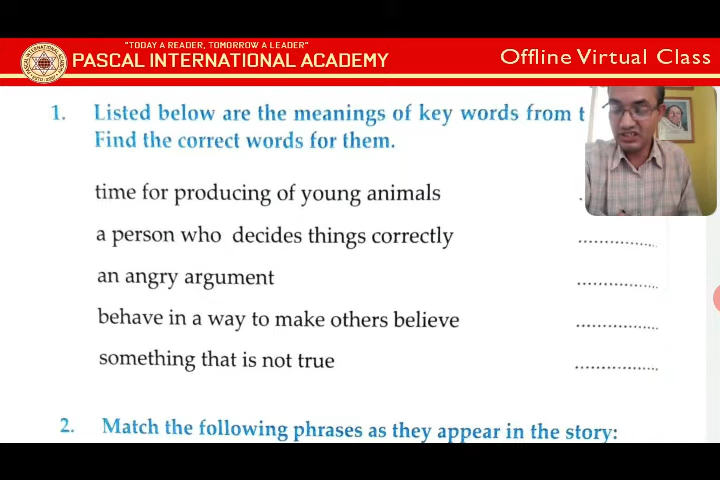 "TODAY A READER, TOMORROW A LEADER"
PASCAL INTERNATIONAL ACADEMY
Offline Virtual Class
1. Listed below are the meanings of key words from t
Find the correct words for them.
time for producing of young animals
a person who decides things correctly ...............
an angry argument ...............
behave in a way to make others believe ...............
something that is not true ...............
2. Match the following phrases as they appear in the story: